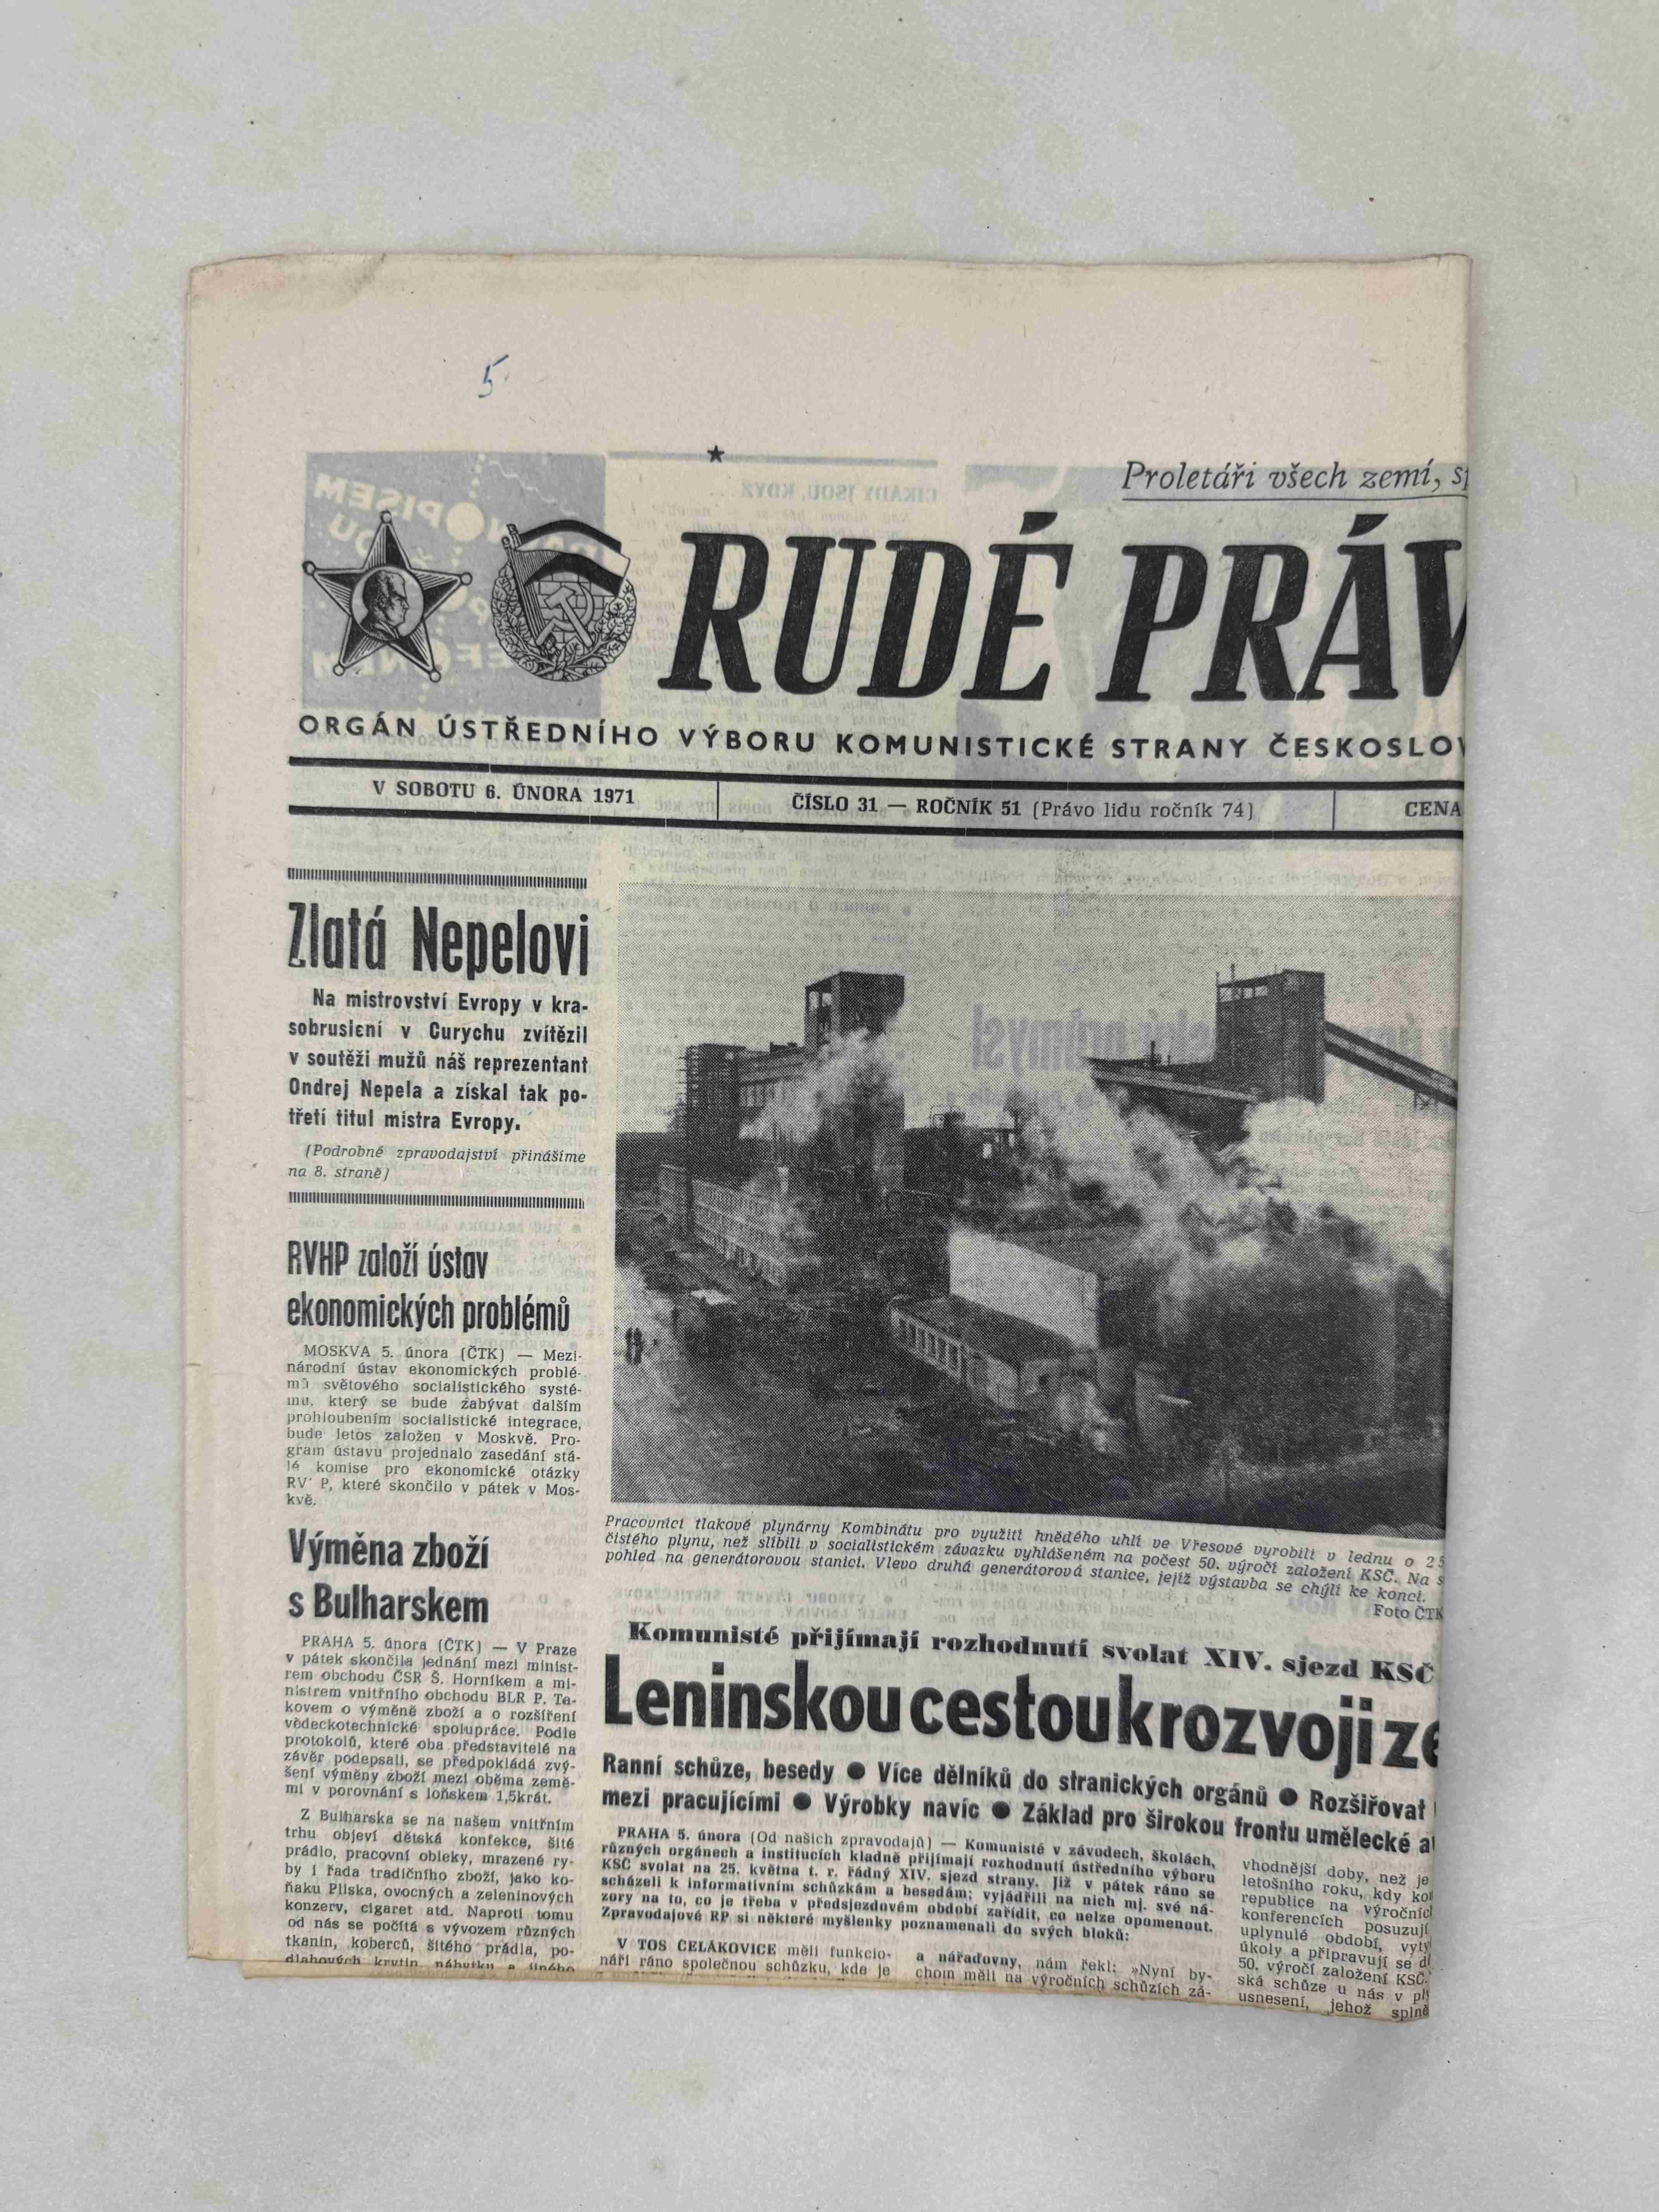 5
Proletáři všech zemí,
RUDÉ PRÁV
ORGÁN ÚSTŘEDNÍHO VÝBORU KOMUNISTICKÉ STRANY ČESKOSLOV
V SOBOTU 6. ÚNORA 1971
ČÍSLO 31 — ROČNÍK 51 (Právo lidu ročník 74)
CENA
Zlatá Nepelovi
Na mistrovství Evropy v kra-
sobruslení v Curychu zvítězil
v soutěži mužů náš reprezentant
Ondrej Nepela a získal tak po-
třetí titul mistra Evropy.
(Podrobné zpravodajství přinášíme
na 8. straně)
RVHP založí ústav
ekonomických problémů
MOSKVA 5. února (ČTK) — Mezi-
národní ústav ekonomických problé-
mů světového socialistického systé-
mu, který se bude zabývat dalším
prohloubením socialistické integrace,
bude letos založen v Moskvě. Pro-
gram ústavu projednalo zasedání stá-
lé komise pro ekonomické otázky
RV P, které skončilo v pátek v Mos-
kvě.
Výměna zboží
s Bulharskem
PRAHA 5. února (ČTK) — V Praze
v pátek skončila jednání mezi minist-
rem obchodu ČSR Š. Horníkem a mi-
nistrem vnitřního obchodu BLR P. Ta-
kovem o výměně zboží a o rozšíření
vědeckotechnické spolupráce. Podle
protokolů, které oba představitelé na
závěr podepsali, se předpokládá zvý-
šení výměny zboží mezi oběma země-
mi v porovnání s loňskem 1,5krát.
Z Bulharska se na našem vnitřním
trhu objeví dětská konfekce, šité
prádlo, pracovní obleky, mrazené ry-
by i řada tradičního zboží, jako ko-
ňaku Pliska, ovocných a zeleninových
konzerv, cigaret atd. Naproti tomu
od nás se počítá s vývozem různých
tkanin, koberců, šitého prádla, po-
dlahových krytin, nábytku a jiného
Pracovníci tlakové plynárny Kombinátu pro využití hnědého uhlí ve Vřesové vyrobili v lednu o 25
čistého plynu, než slíbili v socialistickém závazku vyhlášeném na počest 50. výročí založení KSČ. Na s
pohled na generátorovou stanici. Vlevo druhá generátorová stanice, jejíž výstavba se chýlí ke konci.
Foto ČTK
Komunisté přijímají rozhodnutí svolat XIV. sjezd KSČ
Leninskou cestou k rozvoji ze
Ranní schůze, besedy ● Více dělníků do stranických orgánů ● Rozšiřovat
mezi pracujícími ● Výrobky navíc ● Základ pro širokou frontu umělecké a
PRAHA 5. února (Od našich zpravodajů) — Komunisté v závodech, školách,
různých orgánech a institucích kladně přijímají rozhodnutí ústředního výboru
KSČ svolat na 25. května t. r. řádný XIV. sjezd strany. Již v pátek ráno se
scházeli k informativním schůzkám a besedám; vyjádřili na nich mj. své ná-
zory na to, co je třeba v předsjezdovém období zařídit, co nelze opomenout.
Zpravodajové RP si některé myšlenky poznamenali do svých bloků:
V TOS ČELÁKOVICE měli funkcio-
náři ráno společnou schůzku, kde je
a nářaďovny, nám řekl: »Nyní by-
chom měli na výročních schůzích zá-
vhodnější doby, než je
letošního roku, kdy ko
republice na výročních
konferencích posuzují
uplynulé období, vyty
úkoly a připravují se
50. výročí založení KSČ.
ská schůze u nás v
usnesení, jehož splně